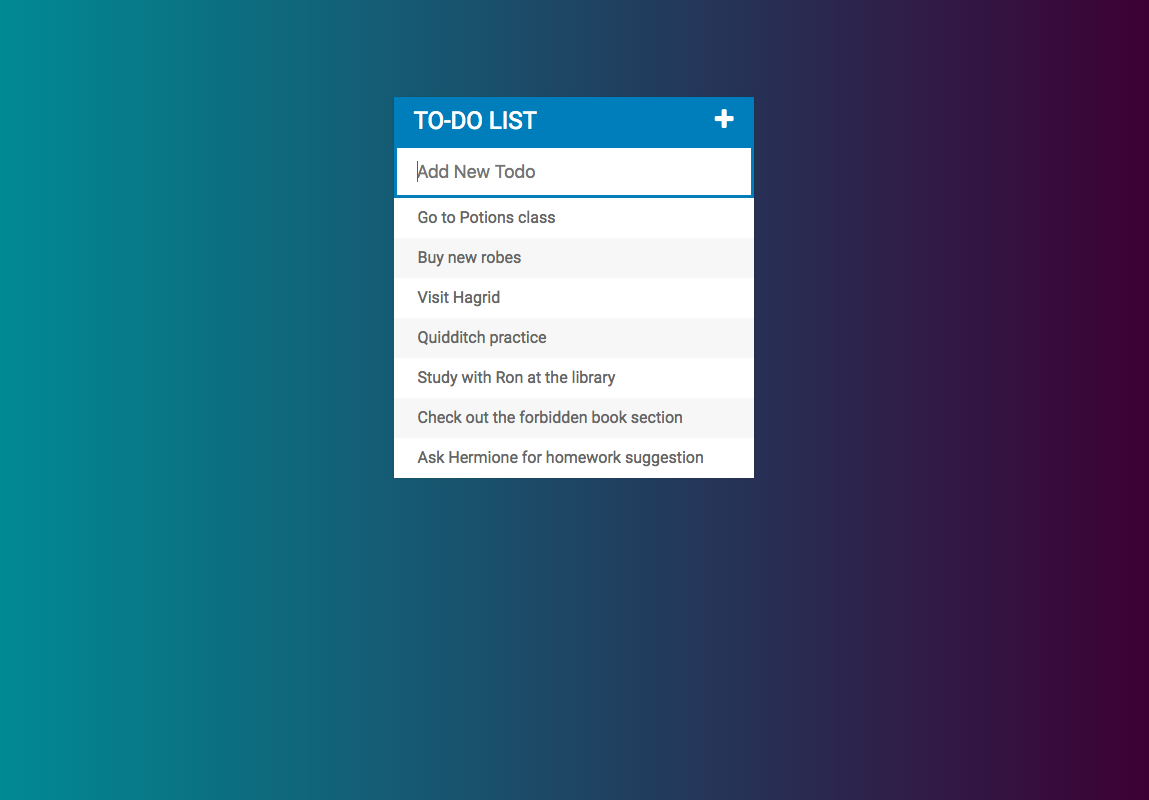 TO-DO LIST
Add New Todo
Go to Potions class
Buy new robes
Visit Hagrid
Quidditch practice
Study with Ron at the library
Check out the forbidden book section
Ask Hermione for homework suggestion